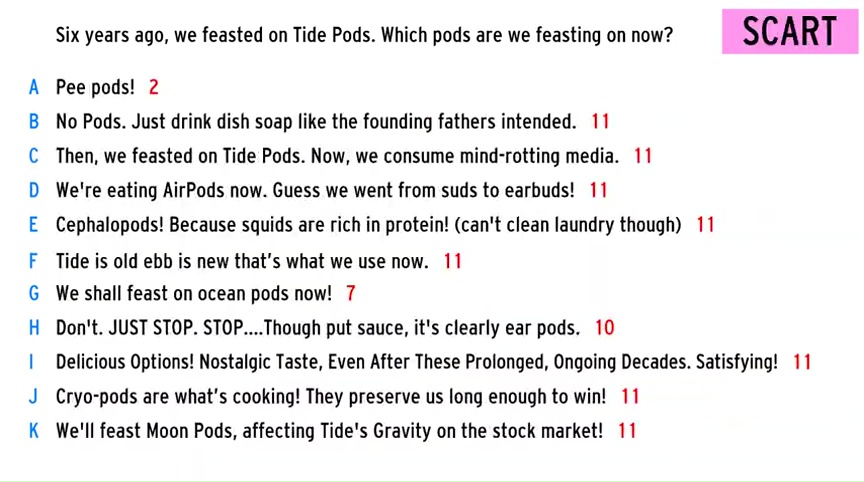 Six years ago, we feasted on Tide Pods. Which pods are we feasting on now?
SCART
A Pee pods! 2
B No Pods. Just drink dish soap like the founding fathers intended. 11
C Then, we feasted on Tide Pods. Now, we consume mind-rotting media. 11
D We're eating AirPods now. Guess we went from suds to earbuds! 11
E Cephalopods! Because squids are rich in protein! (can't clean laundry though) 11
F Tide is old ebb is new that’s what we use now. 11
G We shall feast on ocean pods now! 7
H Don't. JUST STOP. STOP....Though put sauce, it's clearly ear pods. 10
I Delicious Options! Nostalgic Taste, Even After These Prolonged, Ongoing Decades. Satisfying! 11
J Cryo-pods are what’s cooking! They preserve us long enough to win! 11
K We'll feast Moon Pods, affecting Tide's Gravity on the stock market! 11